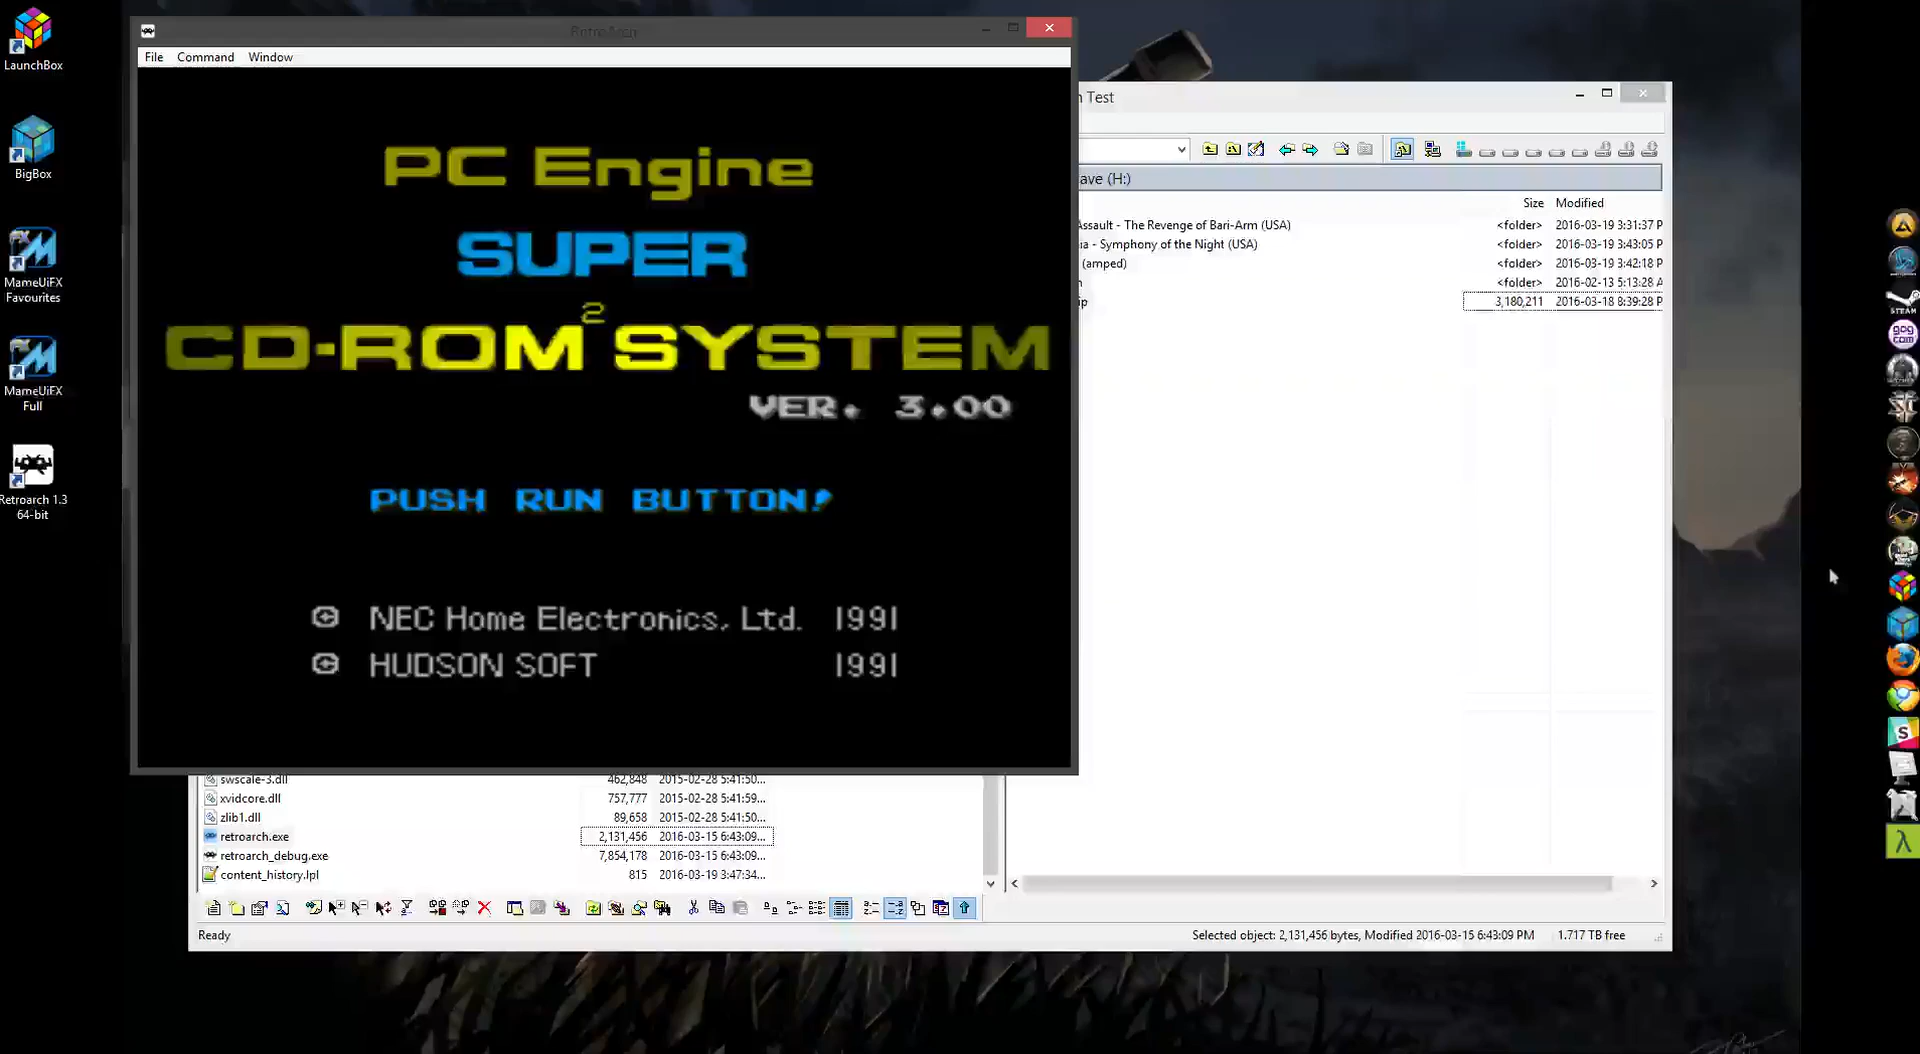 LaunchBox
BigBox
MameUiFX
Favourites
MameUiFX
Full
Retroarch 1.3
64-bit
RetroArch
File Command Window
PC Engine
SUPER
CD-ROM2 SYSTEM
VER. 3.00
PUSH RUN BUTTON!
NEC Home Electronics, Ltd. 1991
HUDSON SOFT 1991
Test
ave (H:)
Size Modified
Assault - The Revenge of Bari-Arm (USA) <folder> 2016-03-19 3:31:37 P
ia - Symphony of the Night (USA) <folder> 2016-03-19 3:43:05 P
(amped) <folder> 2016-03-19 3:42:18 P
<folder> 2016-02-13 5:13:28 A
ip 3,180,211 2016-03-18 8:39:28 P
swscale-3.dll 462,848 2015-02-28 5:41:50...
xvidcore.dll 757,777 2015-02-28 5:41:59...
zlib1.dll 89,658 2015-02-28 5:41:50...
retroarch.exe 2,131,456 2016-03-15 6:43:09...
retroarch_debug.exe 7,854,178 2016-03-15 6:43:09...
content_history.lpl 815 2016-03-19 3:47:34...
Ready Selected object: 2,131,456 bytes, Modified 2016-03-15 6:43:09 PM 1.717 TB free
STEAM
gog
com
S
λ